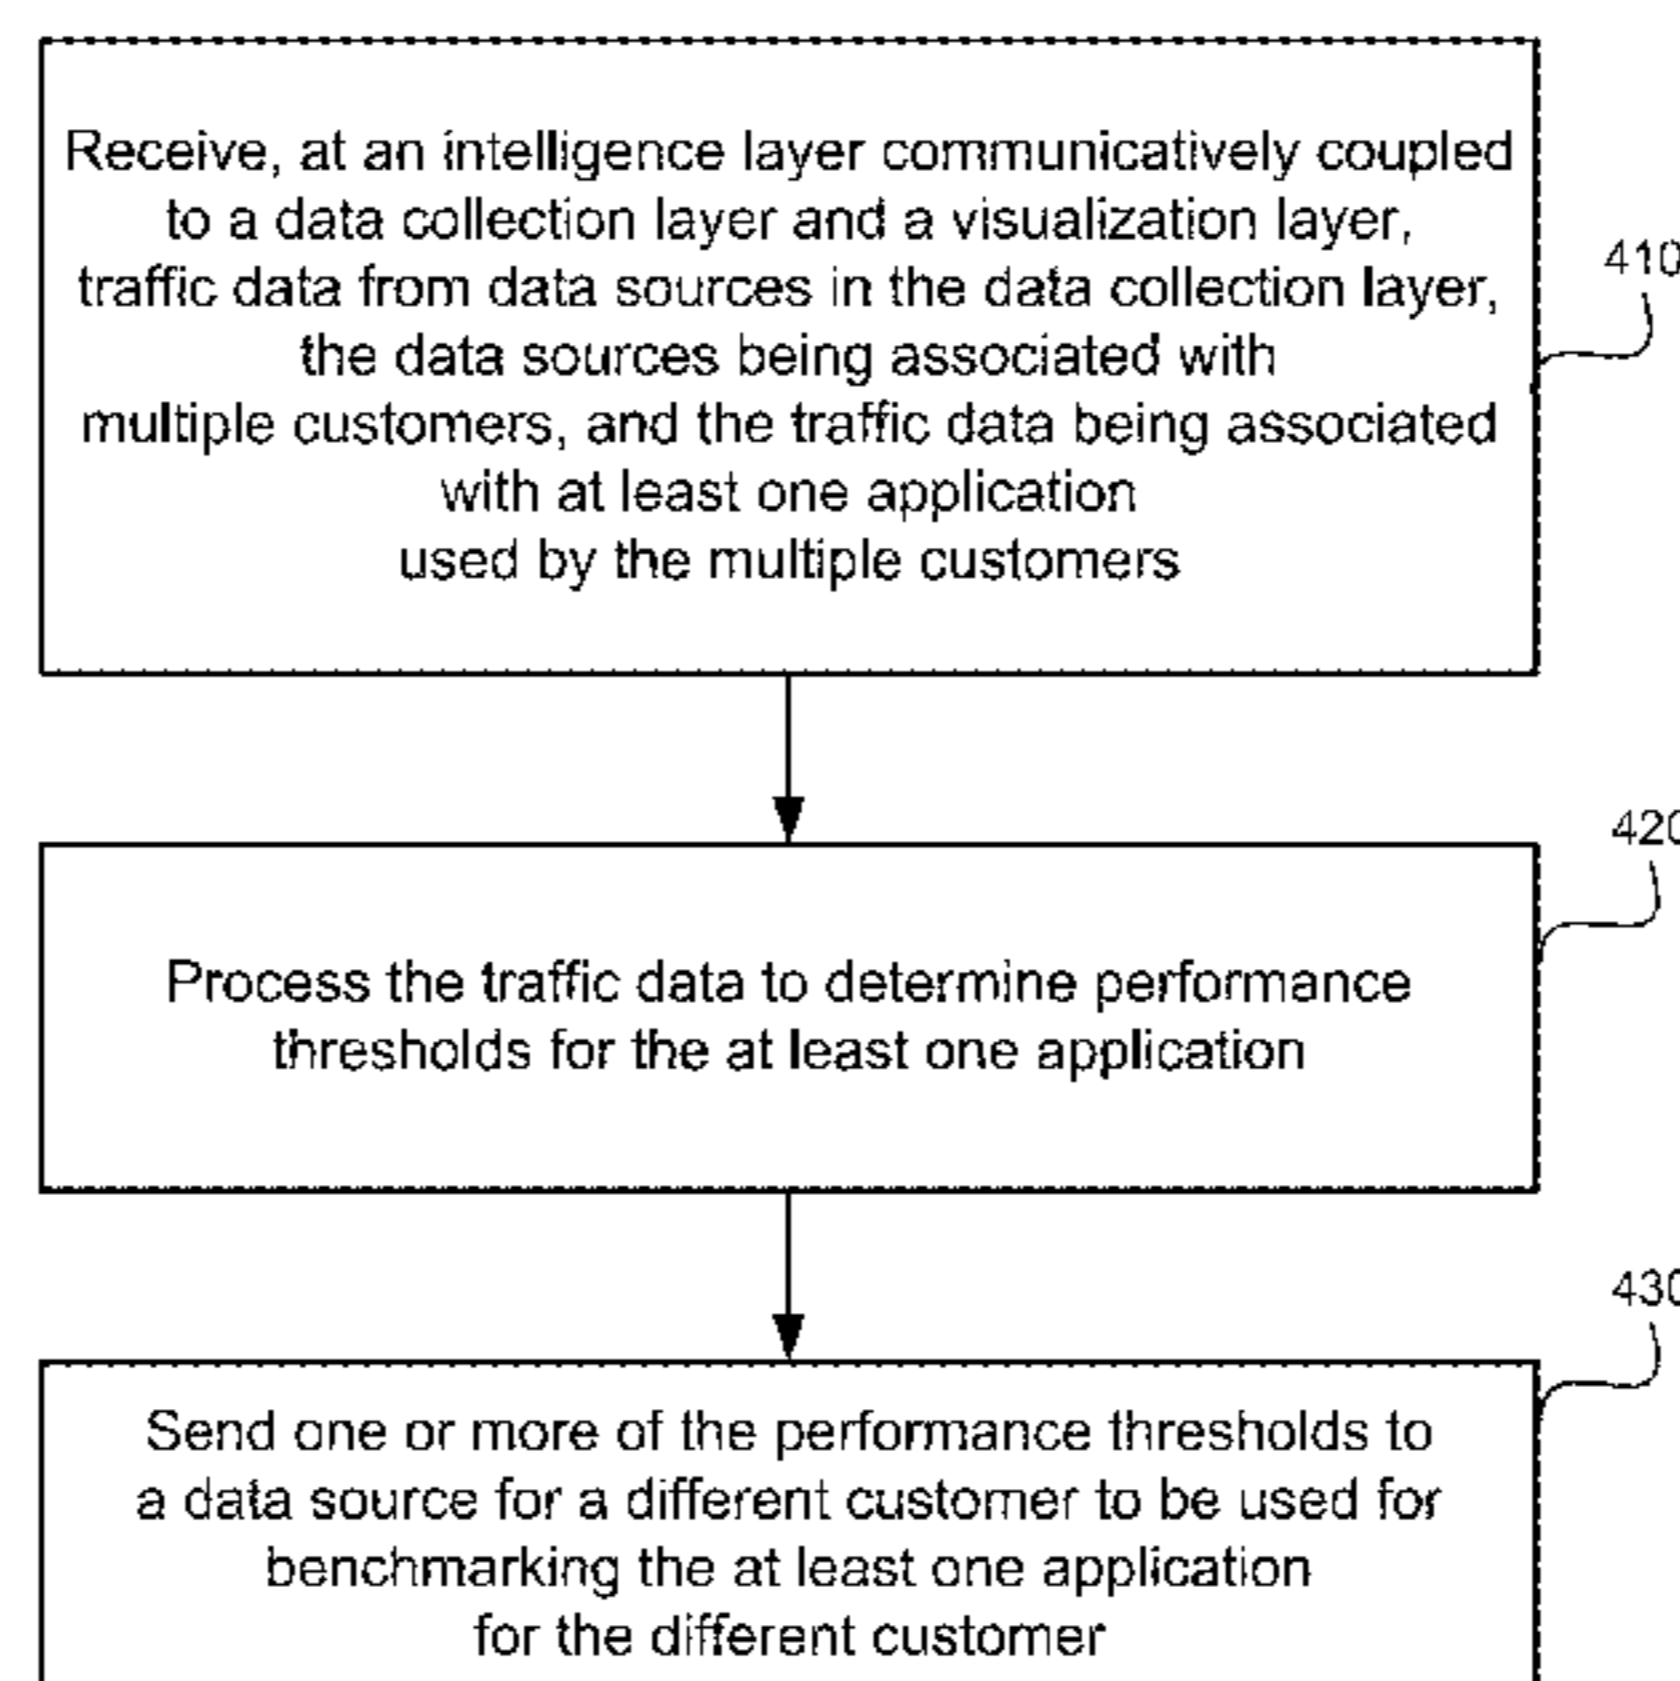 Receive, at an intelligence layer communicatively coupled
to a data collection layer and a visualization layer,
traffic data from data sources in the data collection layer,
the data sources being associated with
multiple customers, and the traffic data being associated
with at least one application
used by the multiple customers
410
420
Process the traffic data to determine performance
thresholds for the at least one application
430
Send one or more of the performance thresholds to
a data source for a different customer to be used for
benchmarking the at least one application
for the different customer